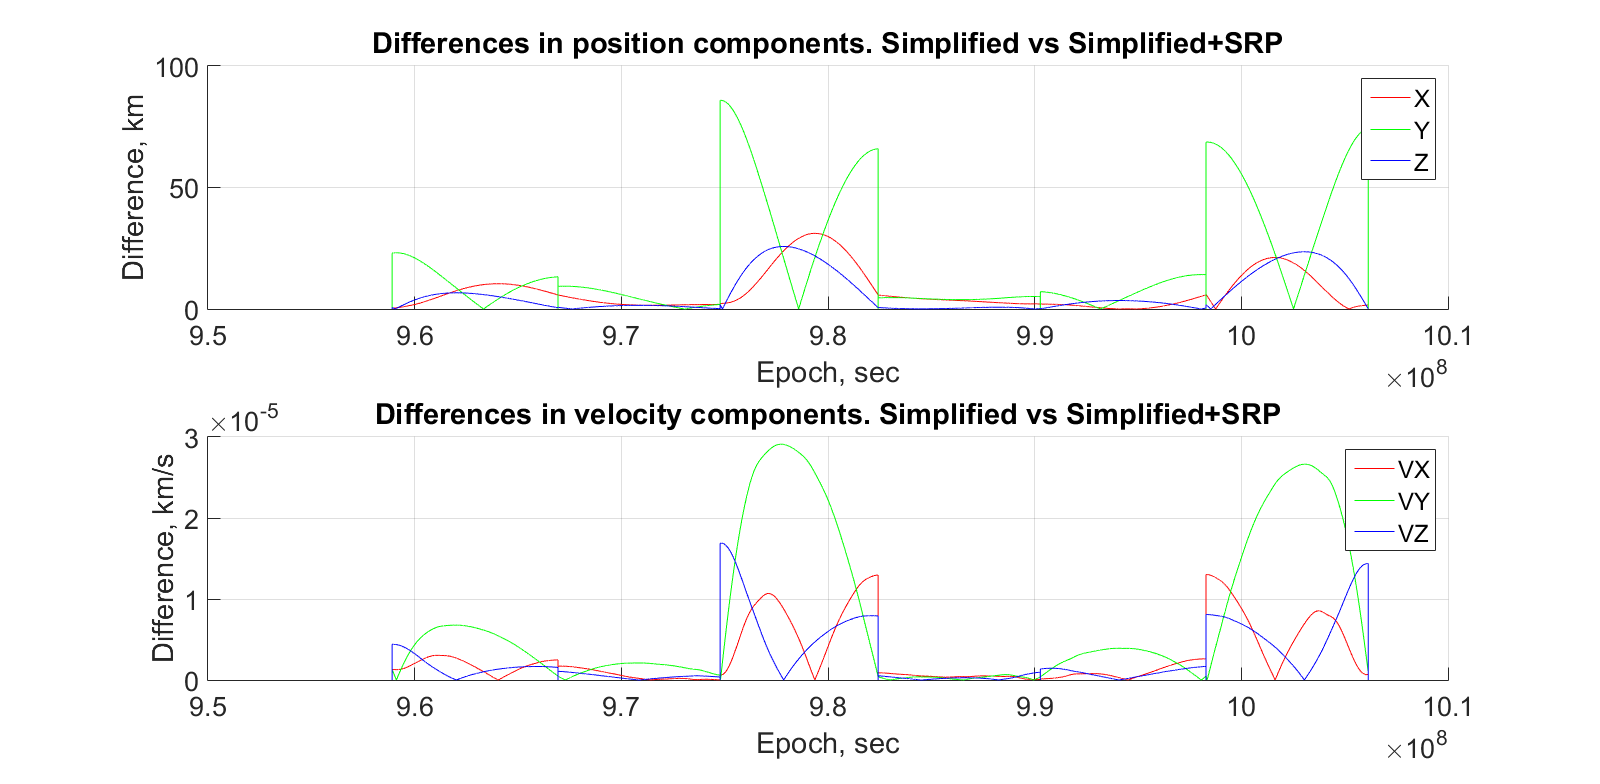 Differences in position components. Simplified vs Simplified+SRP
100
50
0
Difference, km
X
Y
Z
9.5 9.6 9.7 9.8 9.9 10 10.1
Epoch, sec
×10^8
Differences in velocity components. Simplified vs Simplified+SRP
×10^-5
3
2
1
0
Difference, km/s
VX
VY
VZ
9.5 9.6 9.7 9.8 9.9 10 10.1
Epoch, sec
×10^8